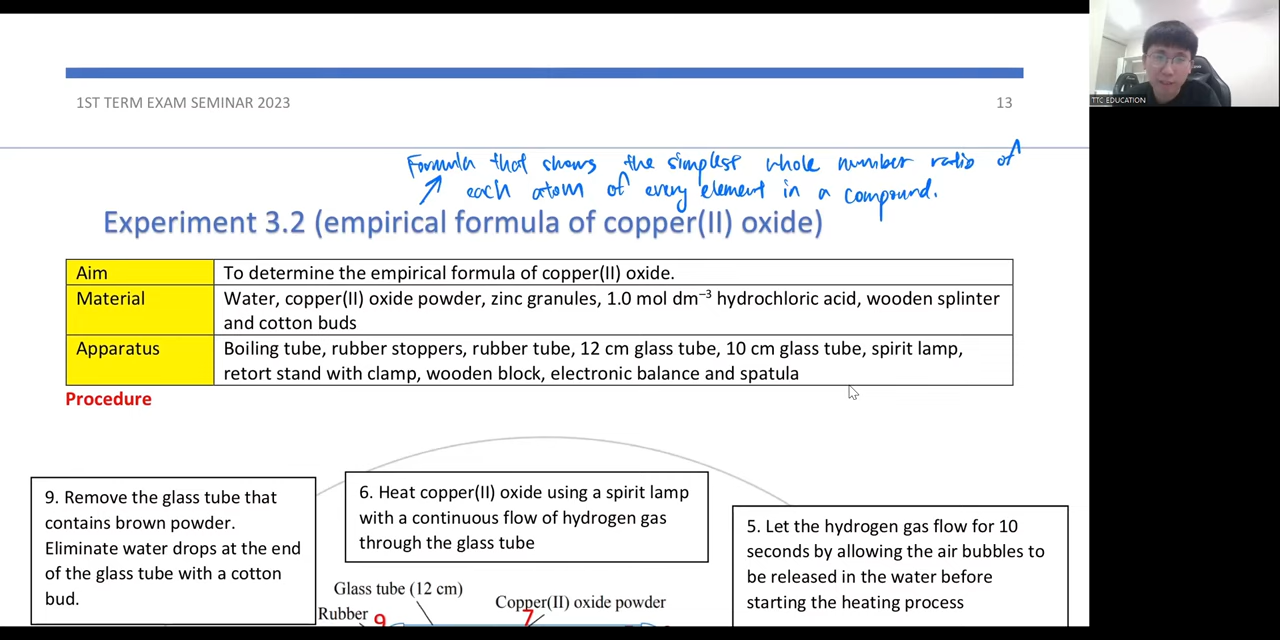 1ST TERM EXAM SEMINAR 2023
13
TTC EDUCATION
Formula that shows the simplest whole number ratio of
each atom of every element in a compound.
Experiment 3.2 (empirical formula of copper(II) oxide)
Aim
To determine the empirical formula of copper(II) oxide.
Material
Water, copper(II) oxide powder, zinc granules, 1.0 mol dm⁻³ hydrochloric acid, wooden splinter
and cotton buds
Apparatus
Boiling tube, rubber stoppers, rubber tube, 12 cm glass tube, 10 cm glass tube, spirit lamp,
retort stand with clamp, wooden block, electronic balance and spatula
Procedure
9. Remove the glass tube that
contains brown powder.
Eliminate water drops at the end
of the glass tube with a cotton
bud.
6. Heat copper(II) oxide using a spirit lamp
with a continuous flow of hydrogen gas
through the glass tube
5. Let the hydrogen gas flow for 10
seconds by allowing the air bubbles to
be released in the water before
starting the heating process
Glass tube (12 cm)
Copper(II) oxide powder
Rubber
9
7